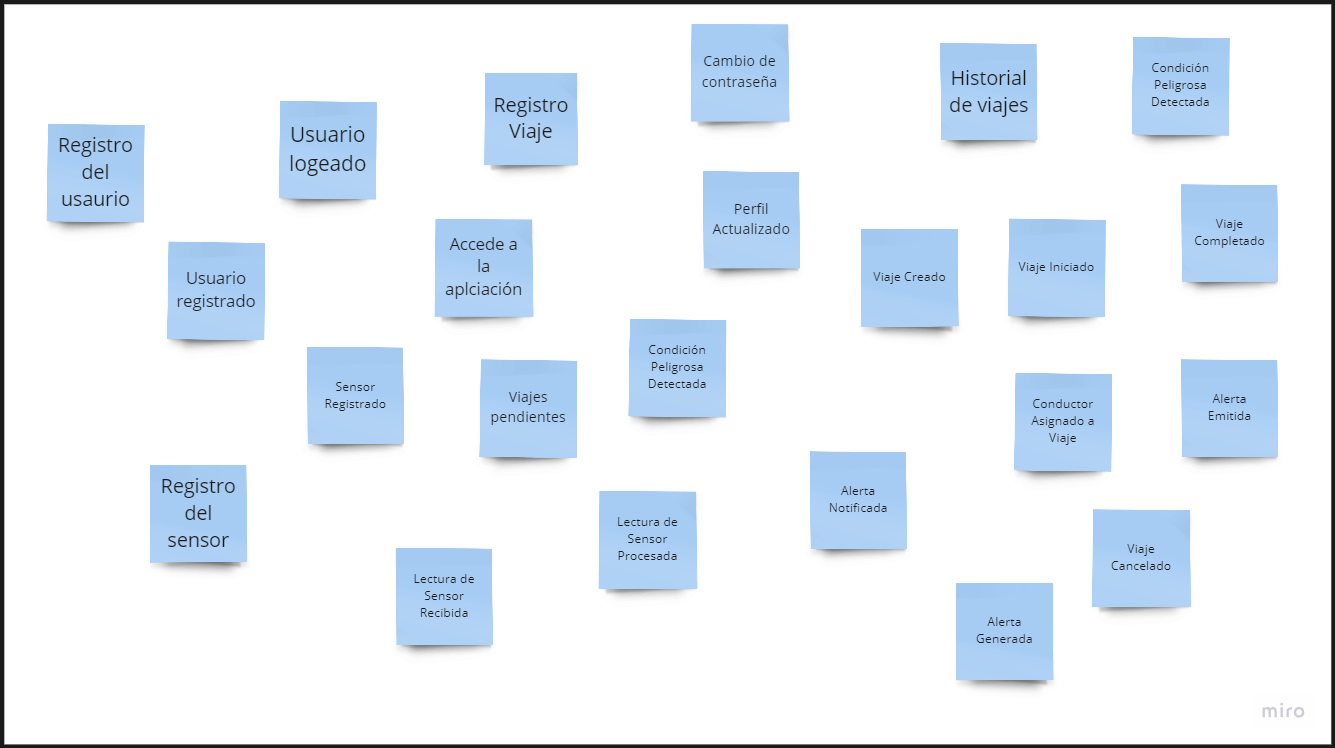 Cambio de
contraseña
Historial
de viajes
Condición
Peligrosa
Detectada
Registro
Viaje
Usuario
logeado
Registro
del
usaurio
Perfil
Actualizado
Viaje
Completado
Accede a
la
aplciación
Viaje Creado
Viaje Iniciado
Usuario
registrado
Condición
Peligrosa
Detectada
Sensor
Registrado
Viajes
pendientes
Conductor
Asignado a
Viaje
Alerta
Emitida
Registro
del
sensor
Alerta
Notificada
Lectura de
Sensor
Procesada
Viaje
Cancelado
Lectura de
Sensor
Recibida
Alerta
Generada
miro